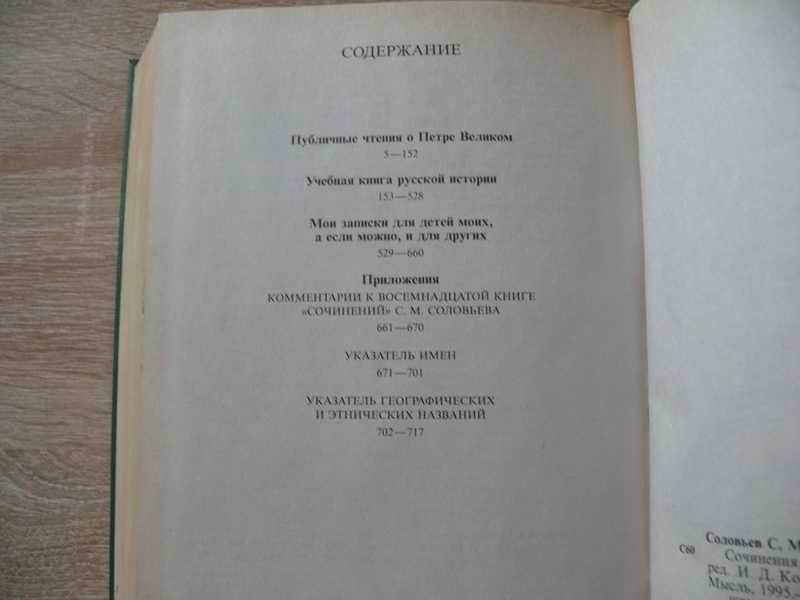 СОДЕРЖАНИЕ
Публичные чтения о Петре Великом
5—152
Учебная книга русской истории
153—528
Мои записки для детей моих,
а если можно, и для других
529—660
Приложения
КОММЕНТАРИИ К ВОСЕМНАДЦАТОЙ КНИГЕ
«СОЧИНЕНИЙ» С. М. СОЛОВЬЕВА
661—670
УКАЗАТЕЛЬ ИМЕН
671—701
УКАЗАТЕЛЬ ГЕОГРАФИЧЕСКИХ
И ЭТНИЧЕСКИХ НАЗВАНИЙ
702—717
Соловьев С. М
С60
Сочинения.
ред. И. Д. Ко
Мысль, 1995.-